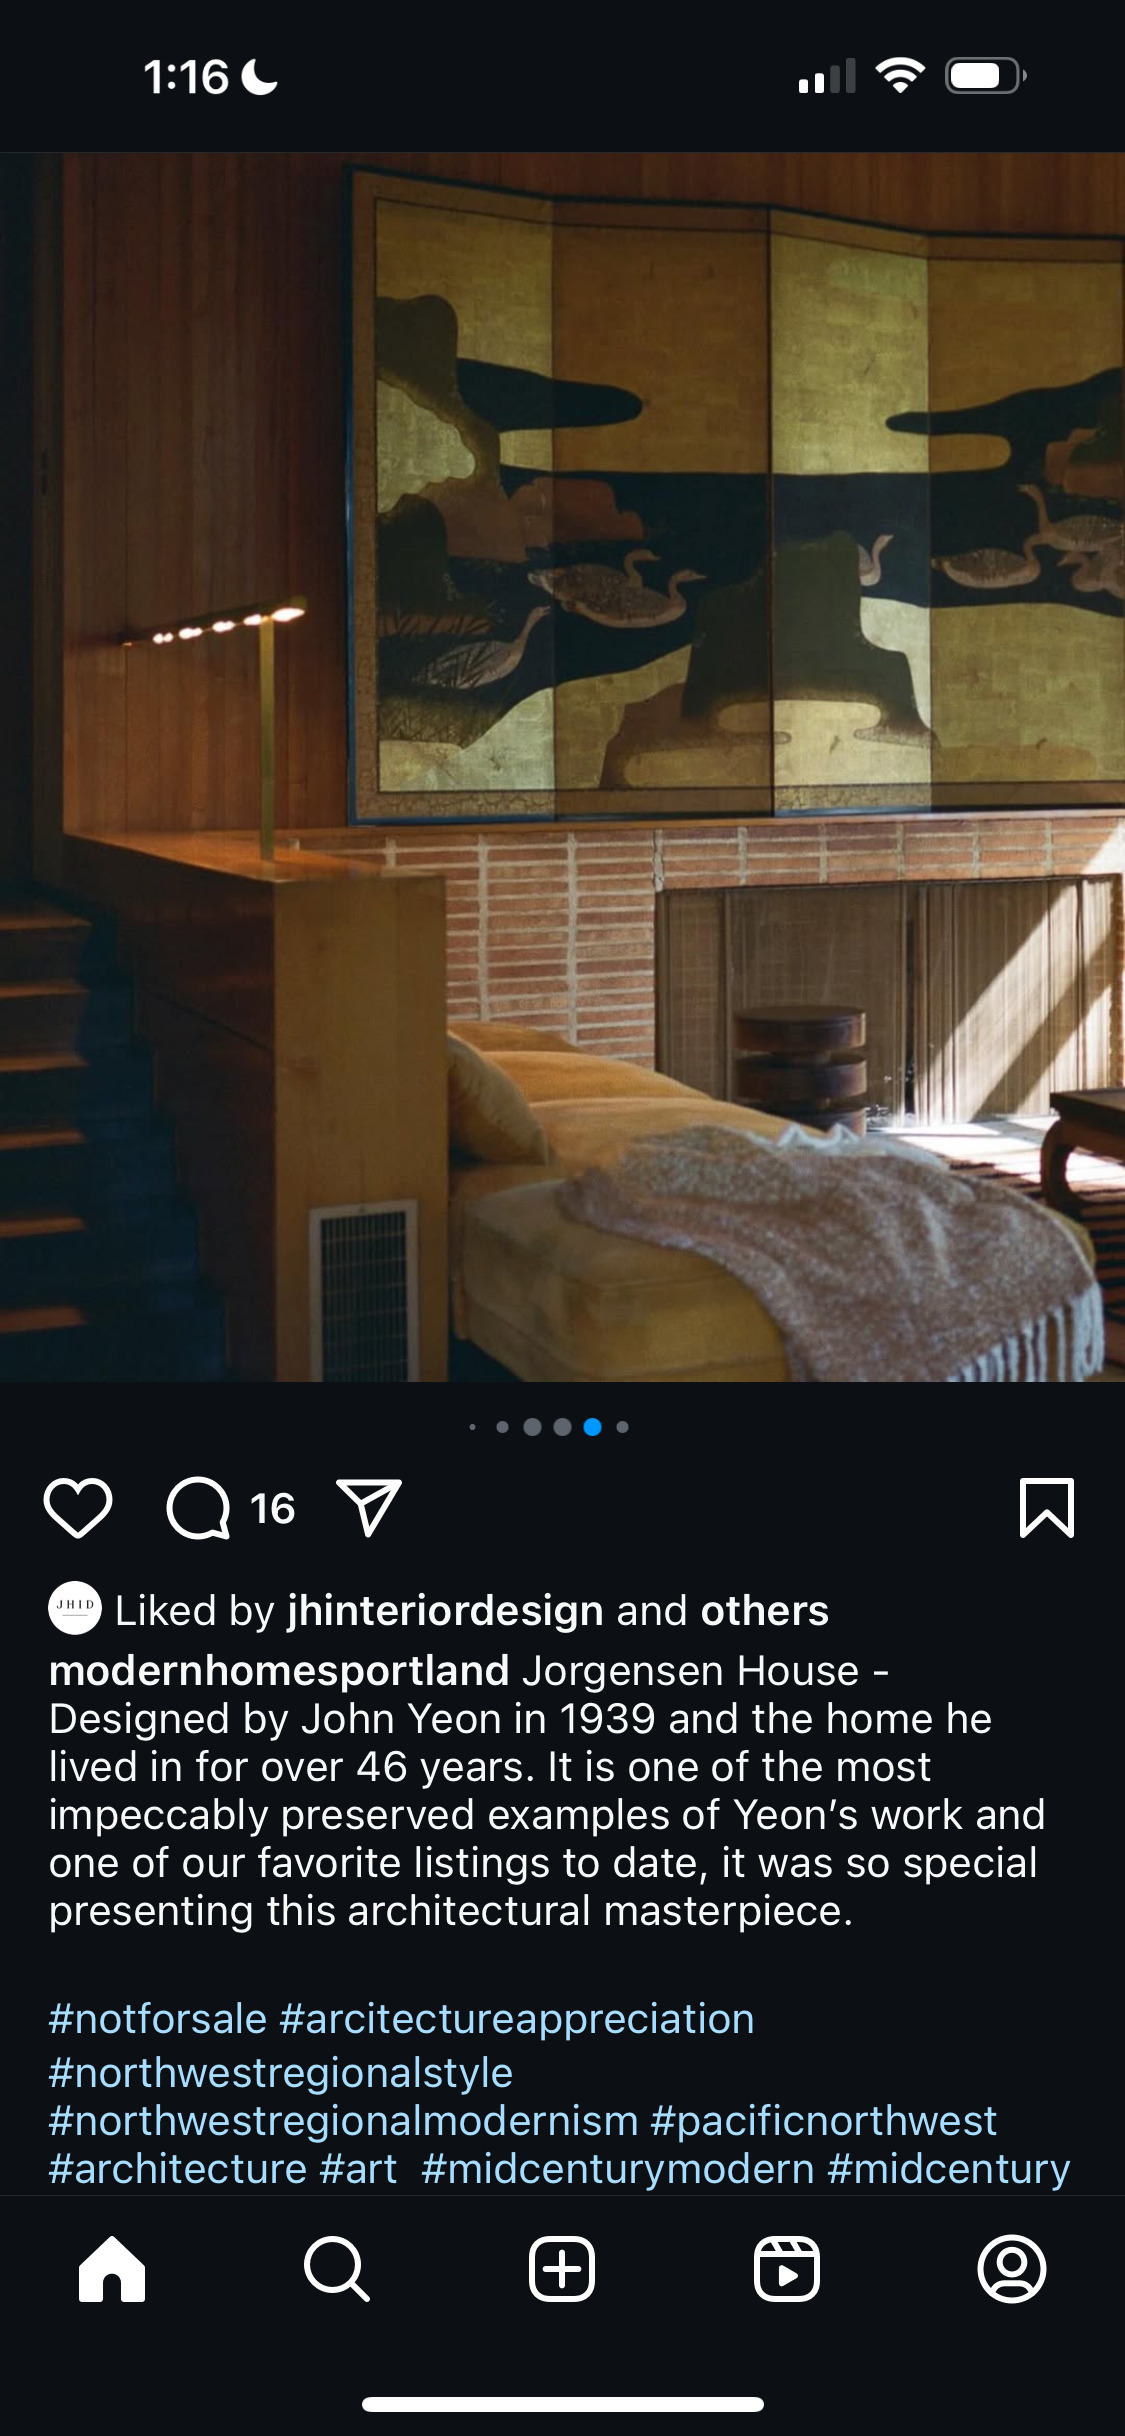 1:16
16
JHID
Liked by jhinteriordesign and others
modernhomesportland Jorgensen House -
Designed by John Yeon in 1939 and the home he
lived in for over 46 years. It is one of the most
impeccably preserved examples of Yeon’s work and
one of our favorite listings to date, it was so special
presenting this architectural masterpiece.
#notforsale #arcitectureappreciation
#northwestregionalstyle
#northwestregionalmodernism #pacificnorthwest
#architecture #art #midcenturymodern #midcentury